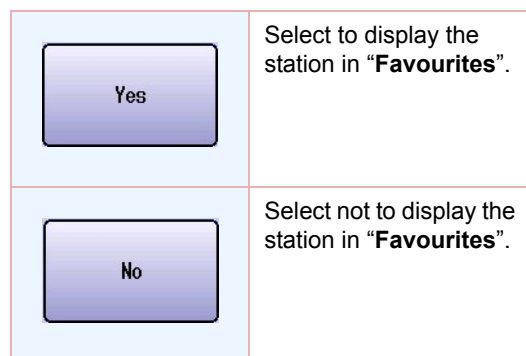 Yes
Select to display the
station in “Favourites”.
No
Select not to display the
station in “Favourites”.